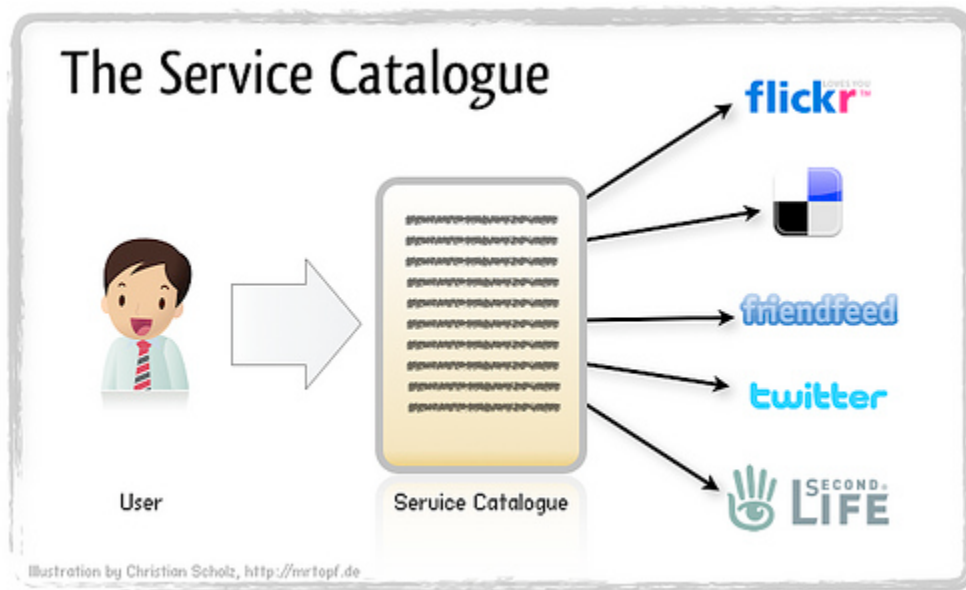 The Service Catalogue
LOVES YOU
flickr™
friendfeed
twitter
SECOND®
LIFE
User
Service Catalogue
Illustration by Christian Scholz, http://mrtopf.de